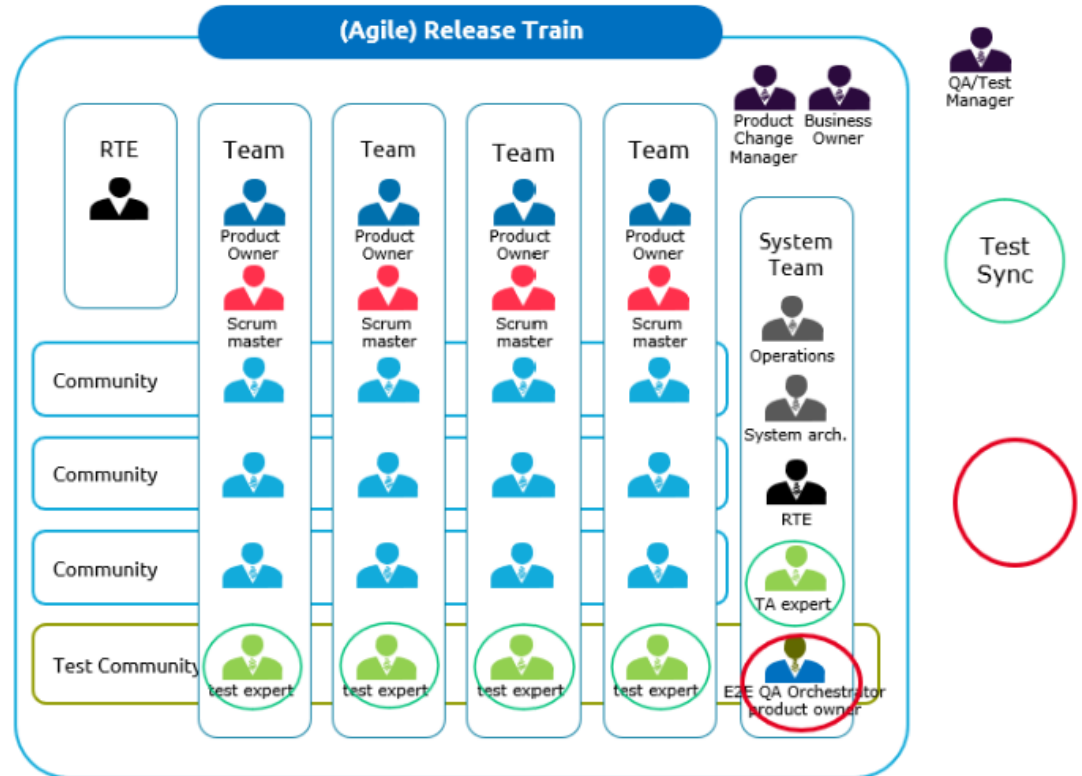 (Agile) Release Train
QA/Test
Manager
Product
Change
Manager
Business
Owner
RTE
Team
Team
Team
Team
Product
Owner
Product
Owner
Product
Owner
Product
Owner
Scrum
master
Scrum
master
Scrum
master
Scrum
master
System
Team
Test
Sync
Operations
Community
System arch.
Community
RTE
Community
TA expert
Test Community
test expert
test expert
test expert
test expert
E2E QA Orchestrator
product owner